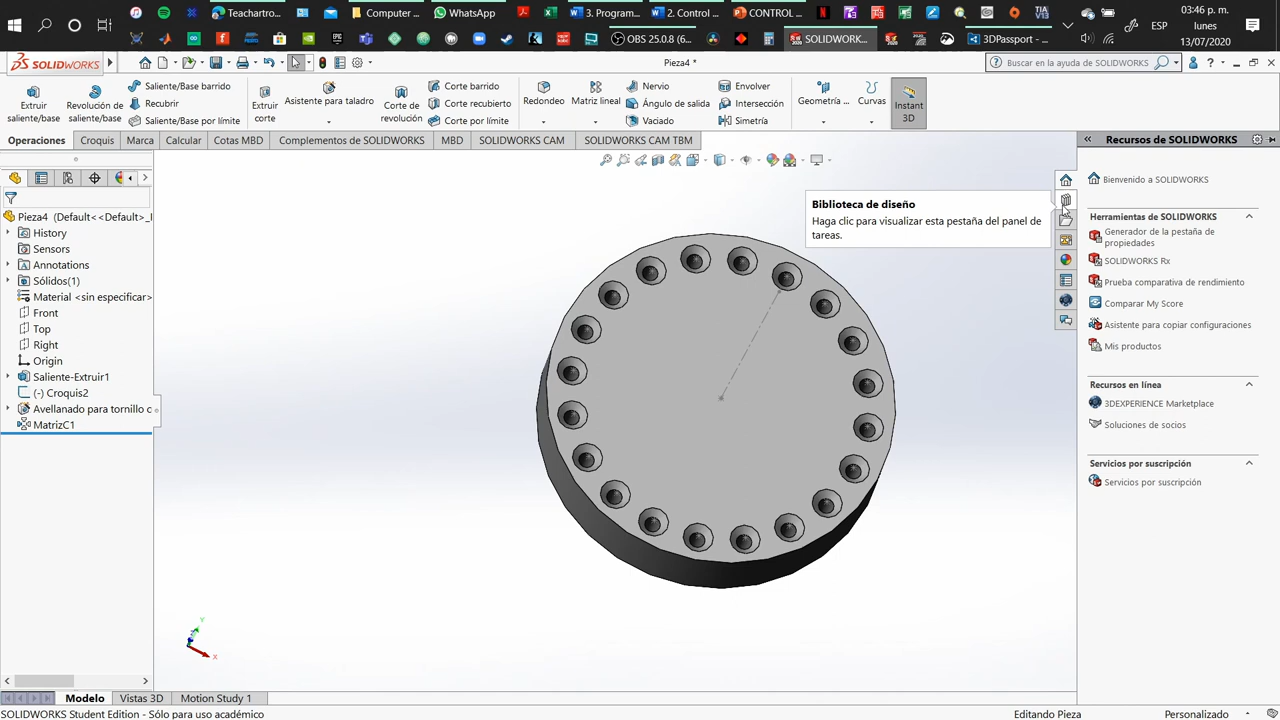 Teachartro...
Computer ...
WhatsApp
3. Program...
2. Control ...
CONTROL ...
TIA
V13
ESP
03:46 p. m.
lunes
13/07/2020
OBS 25.0.8 (6...
SOLIDWORK...
3DPassport - ...
SOLIDWORKS
Pieza4 *
Buscar en la ayuda de SOLIDWORKS
Extruir saliente/base
Revolución de saliente/base
Saliente/Base barrido
Recubrir
Saliente/Base por límite
Extruir corte
Asistente para taladro
Corte de revolución
Corte barrido
Corte recubierto
Corte por límite
Redondeo
Matriz lineal
Nervio
Ángulo de salida
Vaciado
Envolver
Intersección
Simetría
Geometría ...
Curvas
Instant 3D
Operaciones
Croquis
Marca
Calcular
Cotas MBD
Complementos de SOLIDWORKS
MBD
SOLIDWORKS CAM
SOLIDWORKS CAM TBM
Pieza4 (Default<<Default>_
History
Sensors
Annotations
Sólidos(1)
Material <sin especificar>
Front
Top
Right
Origin
Saliente-Extruir1
(-) Croquis2
Avellanado para tornillo c
MatrizC1
Biblioteca de diseño
Haga clic para visualizar esta pestaña del panel de
tareas.
Recursos de SOLIDWORKS
Bienvenido a SOLIDWORKS
Herramientas de SOLIDWORKS
Generador de la pestaña de
propiedades
SOLIDWORKS Rx
Prueba comparativa de rendimiento
Comparar My Score
Asistente para copiar configuraciones
Mis productos
Recursos en línea
3DEXPERIENCE Marketplace
Soluciones de socios
Servicios por suscripción
Servicios por suscripción
Y
X
Modelo
Vistas 3D
Motion Study 1
SOLIDWORKS Student Edition - Sólo para uso académico
Editando Pieza
Personalizado